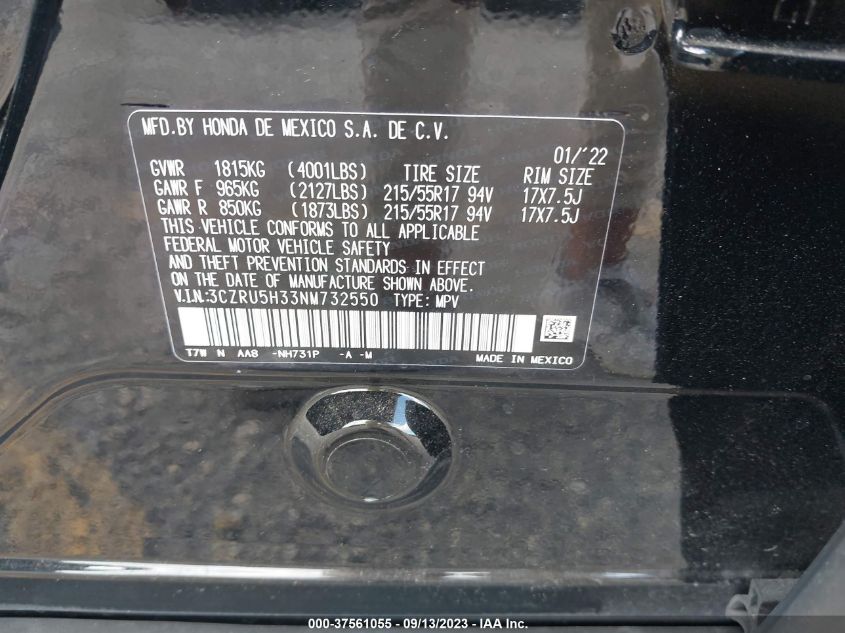 MFD.BY HONDA DE MEXICO S.A. DE C.V.
01/'22
GVWR 1815KG (4001LBS) TIRE SIZE RIM SIZE
GAWR F 965KG (2127LBS) 215/55R17 94V 17X7.5J
GAWR R 850KG (1873LBS) 215/55R17 94V 17X7.5J
THIS VEHICLE CONFORMS TO ALL APPLICABLE
FEDERAL MOTOR VEHICLE SAFETY
AND THEFT PREVENTION STANDARDS IN EFFECT
ON THE DATE OF MANUFACTURE SHOWN ABOVE.
V.I.N.:3CZRU5H33NM732550 TYPE: MPV
T7W N AA8 -NH731P -A -M MADE IN MEXICO
000-37561055 / 09/13/2023 / IAA Inc.